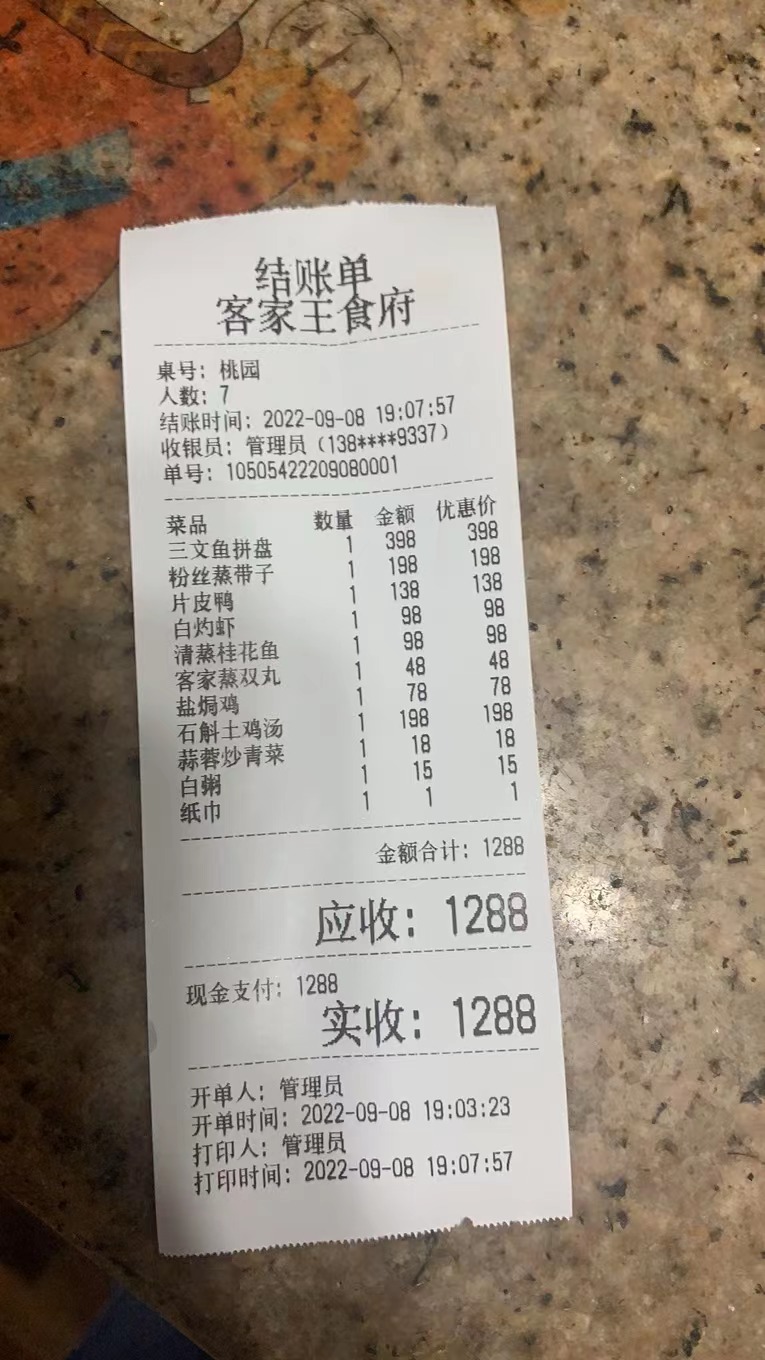 结账单
客家王食府
桌号: 桃园
人数: 7
结账时间: 2022-09-08 19:07:57
收银员: 管理员 (138****9337)
单号: 10505422209080001
菜品 数量 金额 优惠价
三文鱼拼盘 1 398 398
粉丝蒸带子 1 198 198
片皮鸭 1 138 138
白灼虾 1 98 98
清蒸桂花鱼 1 98 98
客家蒸双丸 1 48 48
盐焗鸡 1 78 78
石斛土鸡汤 1 198 198
蒜蓉炒青菜 1 18 18
白粥 1 15 15
纸巾 1 1 1
金额合计: 1288
应收: 1288
现金支付: 1288
实收: 1288
开单人: 管理员
开单时间: 2022-09-08 19:03:23
打印人: 管理员
打印时间: 2022-09-08 19:07:57